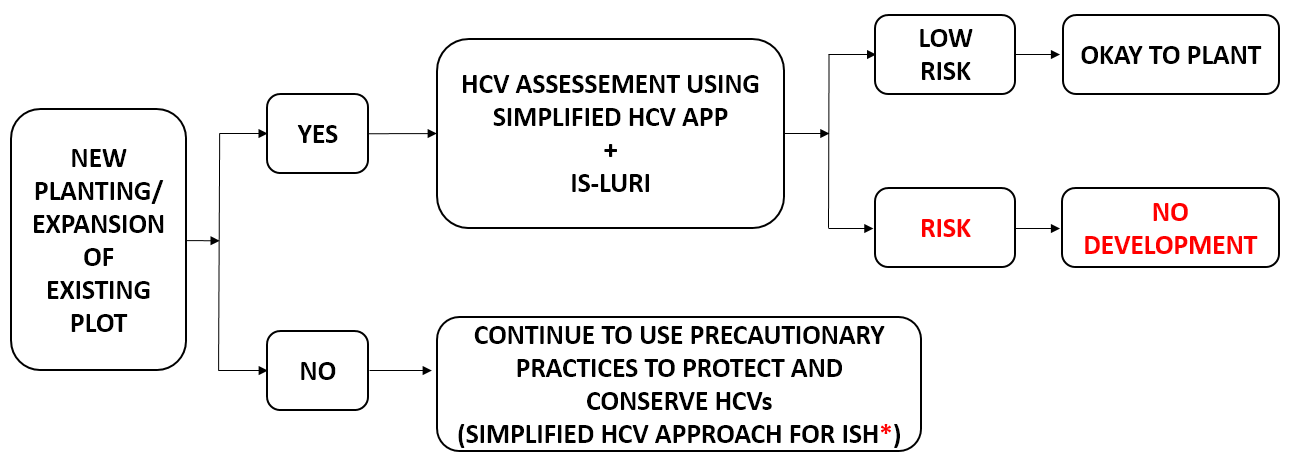 NEW
PLANTING/
EXPANSION
OF
EXISTING
PLOT
YES
HCV ASSESSEMENT USING
SIMPLIFIED HCV APP
+
IS-LURI
LOW
RISK
OKAY TO PLANT
RISK
NO
DEVELOPMENT
NO
CONTINUE TO USE PRECAUTIONARY
PRACTICES TO PROTECT AND
CONSERVE HCVs
(SIMPLIFIED HCV APPROACH FOR ISH*)